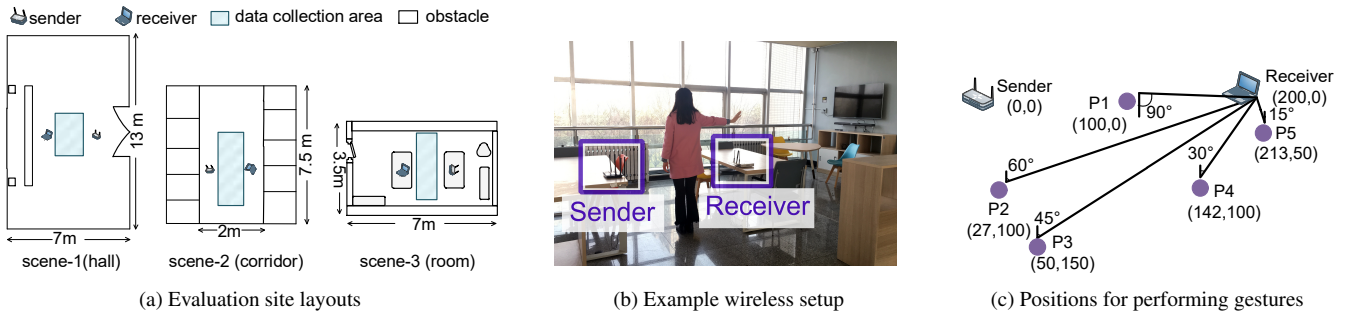 sender receiver data collection area obstacle
13 m
7m
scene-1(hall)
7.5 m
2m
scene-2 (corridor)
3.5m
7m
scene-3 (room)
(a) Evaluation site layouts
Sender
Receiver
(b) Example wireless setup
Sender
(0,0)
Receiver
(200,0)
P1
(100,0)
90°
15°
P5
(213,50)
60°
P2
(27,100)
30°
P4
(142,100)
45°
P3
(50,150)
(c) Positions for performing gestures